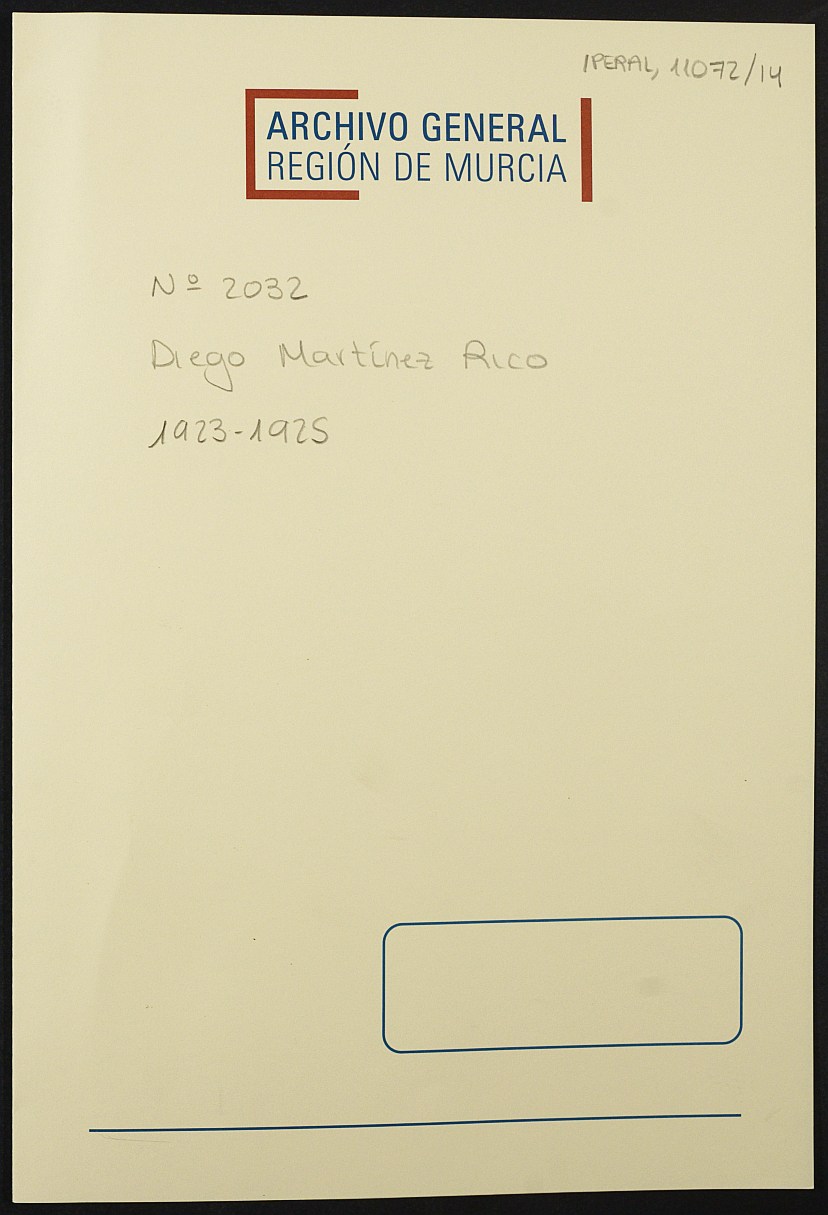 IPERAL, 11072/14
ARCHIVO GENERAL
REGIÓN DE MURCIA
Nº 2032
Diego Martínez Rico
1923-1925